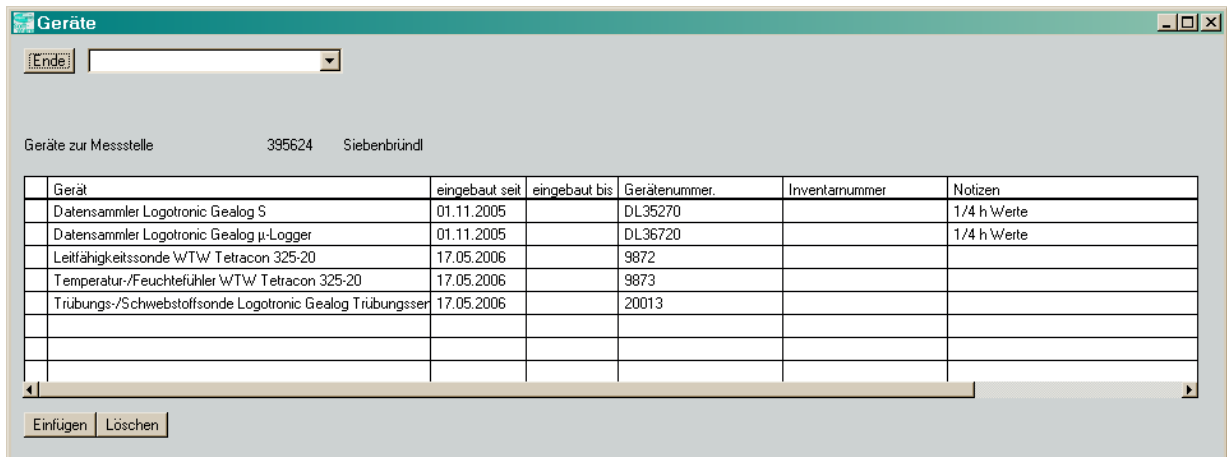 Geräte
Ende
Geräte zur Messstelle 395624 Siebenbründl
Gerät eingebaut seit eingebaut bis Gerätenummer. Inventarnummer Notizen
Datensammler Logotronic Gealog S 01.11.2005 DL35270 1/4 h Werte
Datensammler Logotronic Gealog µ-Logger 01.11.2005 DL36720 1/4 h Werte
Leitfähigkeitssonde WTW Tetracon 325-20 17.05.2006 9872
Temperatur-/Feuchtefühler WTW Tetracon 325-20 17.05.2006 9873
Trübungs-/Schwebstoffsonde Logotronic Gealog Trübungsser 17.05.2006 20013
Einfügen Löschen